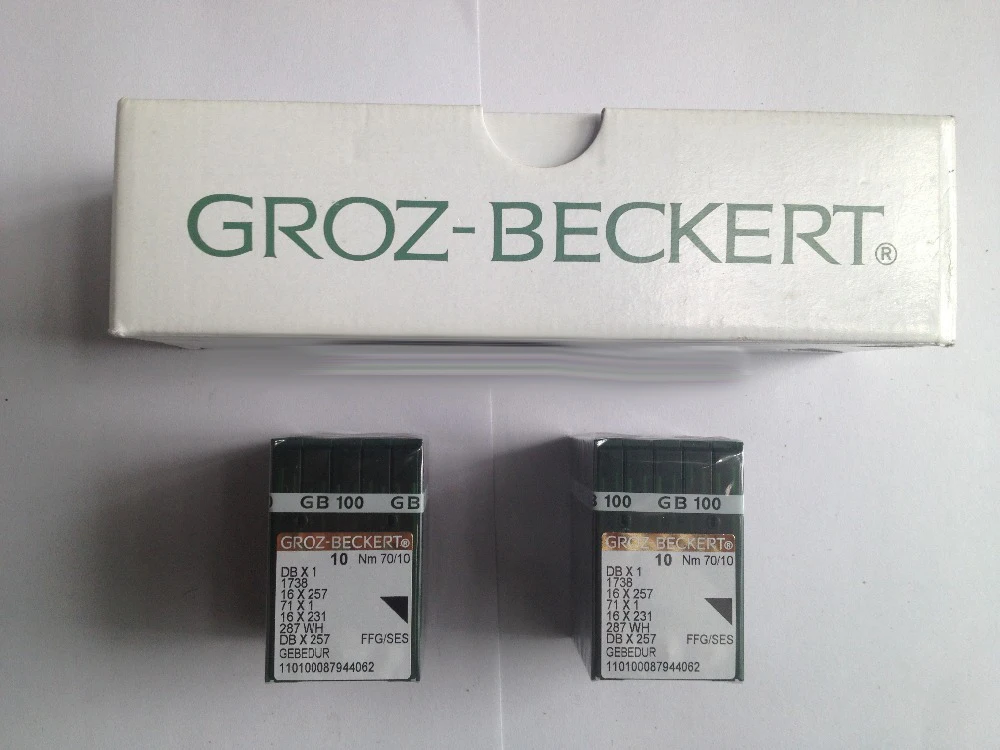 GROZ-BECKERT®
GB 100 GB
GROZ-BECKERT®
10 Nm 70/10
DB X 1
1738
16 X 257
71 X 1
16 X 231
287 WH
DB X 257 FFG/SES
GEBEDUR
110100087944062
100 GB 100
GROZ-BECKERT®
10 Nm 70/10
DB X 1
1738
16 X 257
71 X 1
16 X 231
287 WH
DB X 257 FFG/SES
GEBEDUR
110100087944062